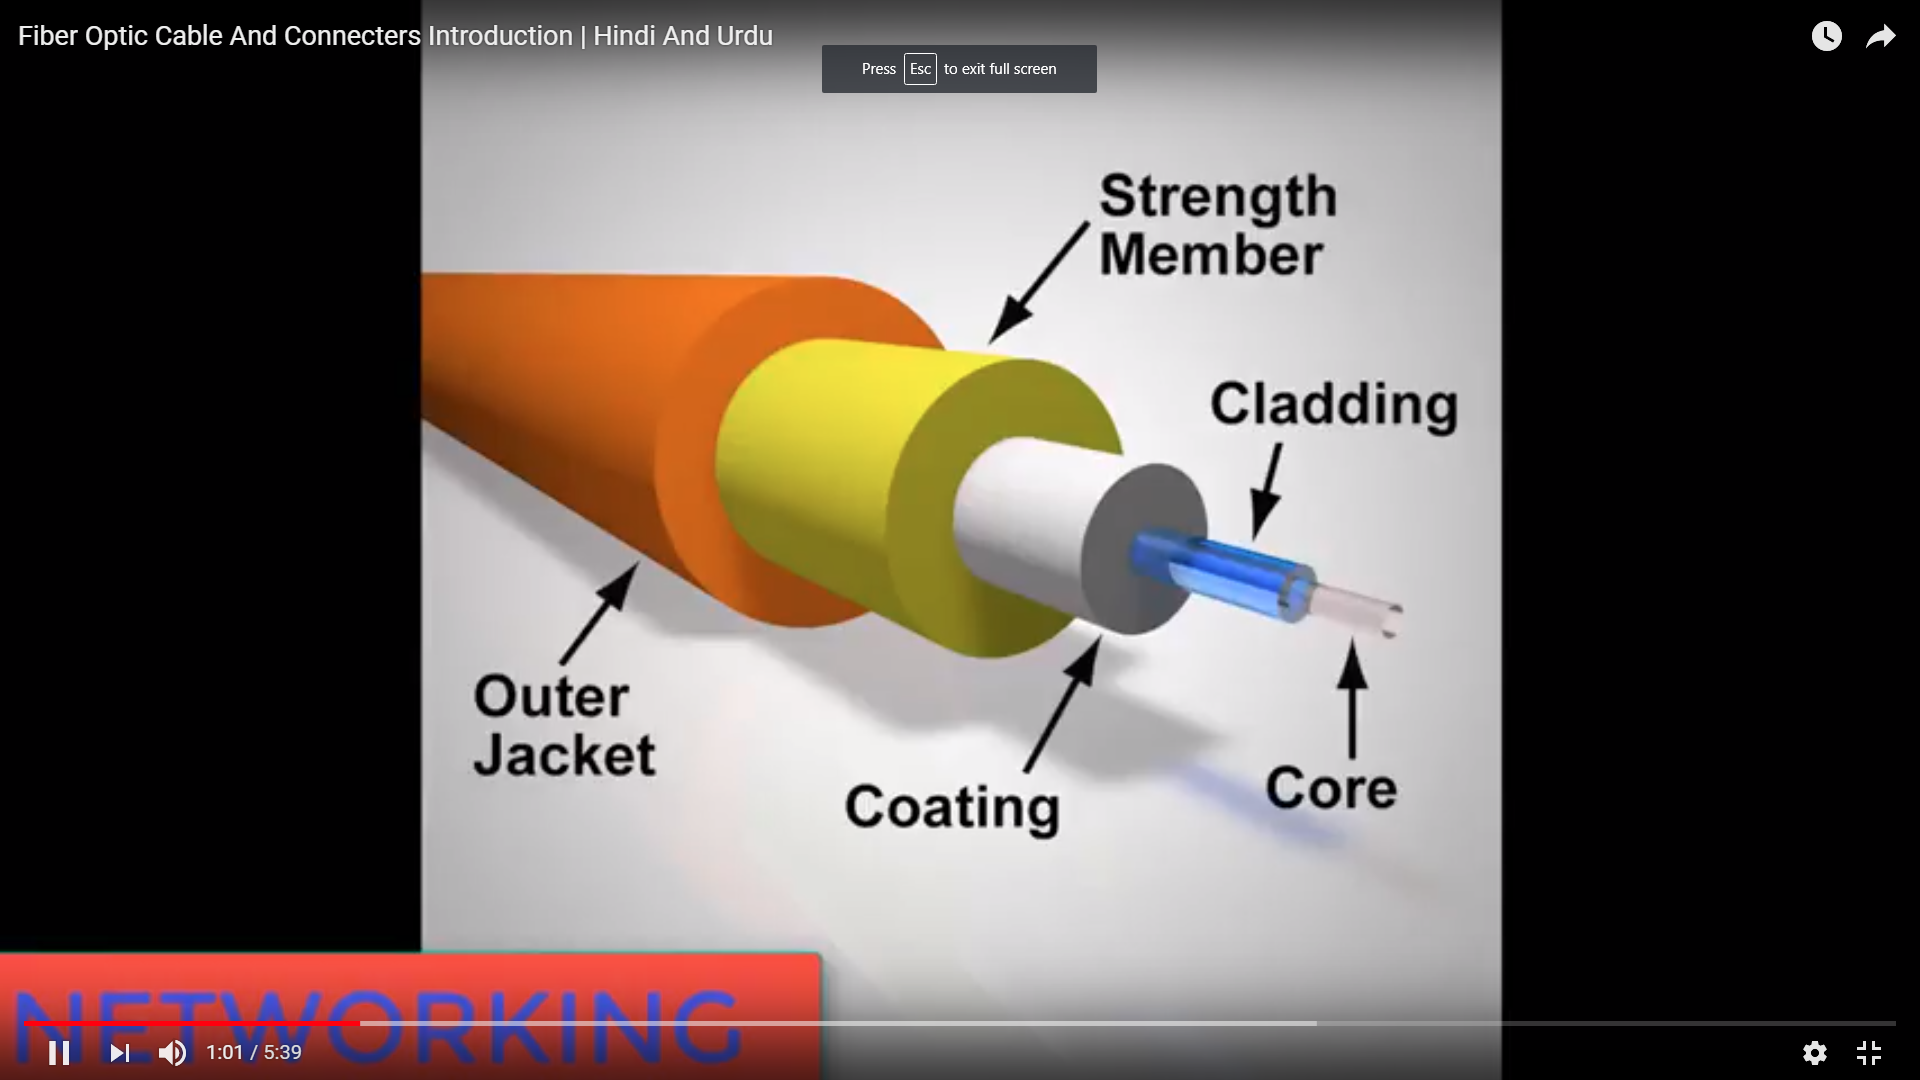 Fiber Optic Cable And Connecters Introduction | Hindi And Urdu
Press Esc to exit full screen
Strength
Member
Cladding
Outer
Jacket
Coating
Core
NETWORKING
1:01 / 5:39